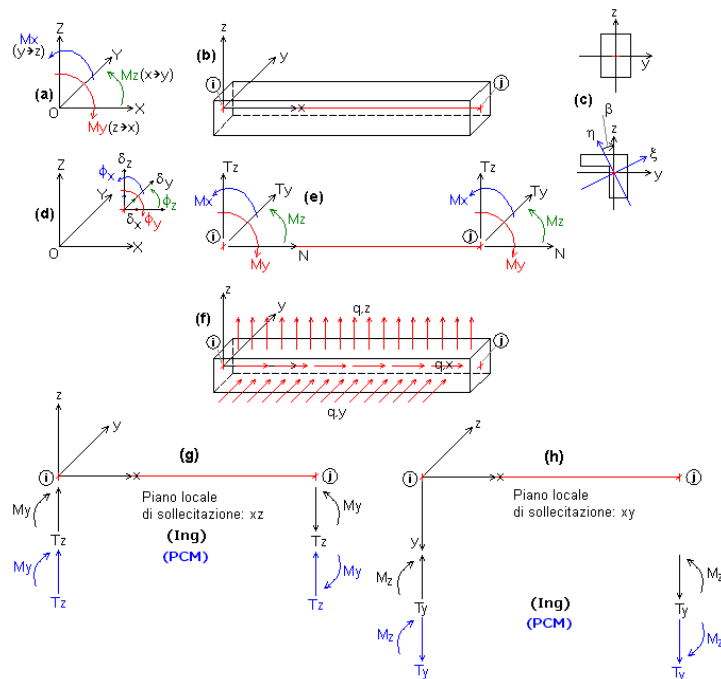 Z
Mx
(y→z)
Y
Mz(x→y)
(a)
O
X
My(z→x)
(b)
z
y
i
j
x
y
(c)
β
z
η
ξ
y
Z
Y
(d)
O
X
δz
ϕx
δy
ϕz
δx
ϕy
Tz
Mx
Ty
(e)
Mz
i
N
My
Tz
Mx
Ty
Mz
j
N
My
(f)
z
y
q,z
i
j
q,x
q,y
z
y
(g)
i
x
j
Piano locale
di sollecitazione: xz
My
Tz
My
Tz
(Ing)
(PCM)
My
Tz
My
Tz
z
(h)
x
j
Piano locale
di sollecitazione: xy
i
y
Mz
Ty
Mz
Ty
(Ing)
(PCM)
Mz
Ty
Mz
Ty